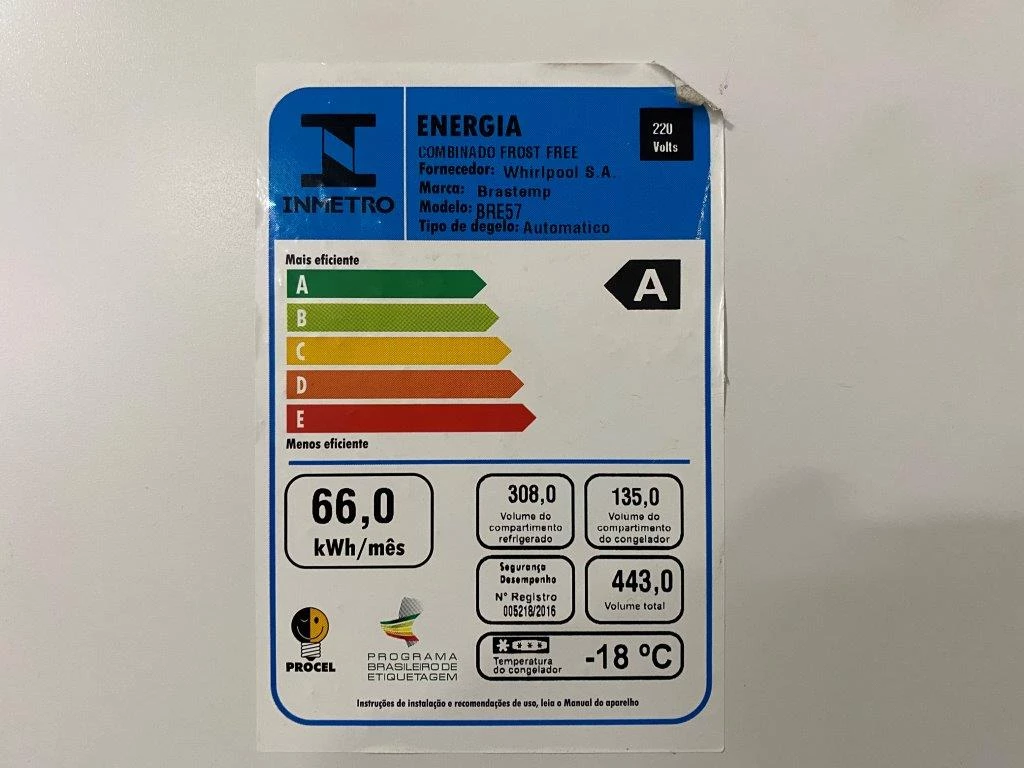 INMETRO
ENERGIA
COMBINADO FROST FREE
Fornecedor: Whirlpool S.A.
Marca: Brastemp
Modelo: BRE57
Tipo de degelo: Automatico
220
Volts
Mais eficiente
A
A
B
C
D
E
Menos eficiente
66,0
kWh/mês
308,0
Volume do
compartimento
refrigerado
135,0
Volume do
compartimento
do congelador
Segurança
Desempenho
N° Registro
005218/2016
443,0
Volume total
PROCEL
PROGRAMA
BRASILEIRO DE
ETIQUETAGEM
Temperatura
do congelador
-18 ºC
Instruções de instalação e recomendações de uso, leia o Manual do aparelho